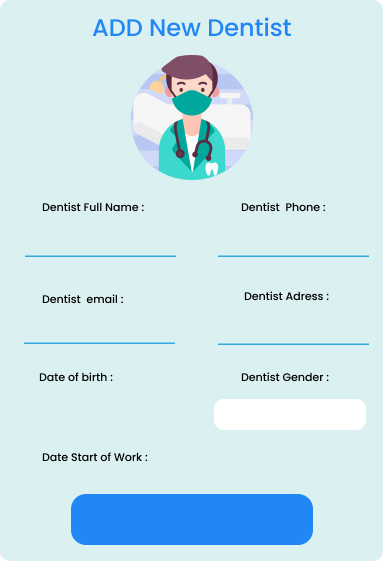 ADD New Dentist
Dentist Full Name :
Dentist Phone :
Dentist email :
Dentist Adress :
Date of birth :
Dentist Gender :
Date Start of Work :